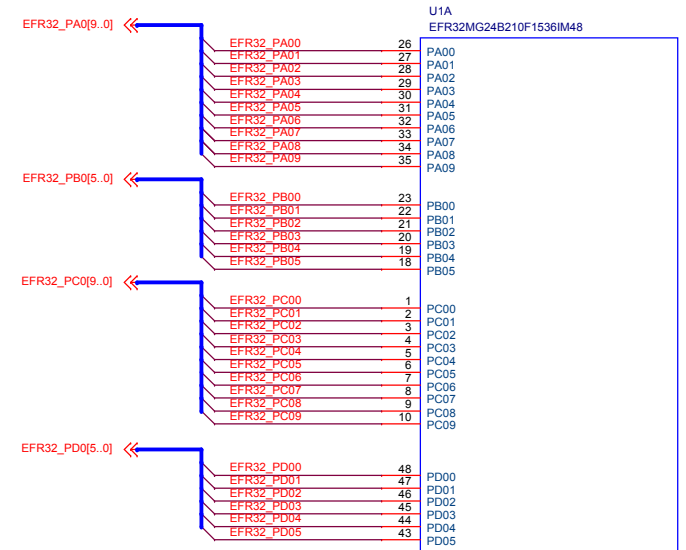 U1A
EFR32MG24B210F1536IM48
EFR32_PA0[9..0]
EFR32_PA00 26 PA00
EFR32_PA01 27 PA01
EFR32_PA02 28 PA02
EFR32_PA03 29 PA03
EFR32_PA04 30 PA04
EFR32_PA05 31 PA05
EFR32_PA06 32 PA06
EFR32_PA07 33 PA07
EFR32_PA08 34 PA08
EFR32_PA09 35 PA09
EFR32_PB0[5..0]
EFR32_PB00 23 PB00
EFR32_PB01 22 PB01
EFR32_PB02 21 PB02
EFR32_PB03 20 PB03
EFR32_PB04 19 PB04
EFR32_PB05 18 PB05
EFR32_PC0[9..0]
EFR32_PC00 1 PC00
EFR32_PC01 2 PC01
EFR32_PC02 3 PC02
EFR32_PC03 4 PC03
EFR32_PC04 5 PC04
EFR32_PC05 6 PC05
EFR32_PC06 7 PC06
EFR32_PC07 8 PC07
EFR32_PC08 9 PC08
EFR32_PC09 10 PC09
EFR32_PD0[5..0]
EFR32_PD00 48 PD00
EFR32_PD01 47 PD01
EFR32_PD02 46 PD02
EFR32_PD03 45 PD03
EFR32_PD04 44 PD04
EFR32_PD05 43 PD05